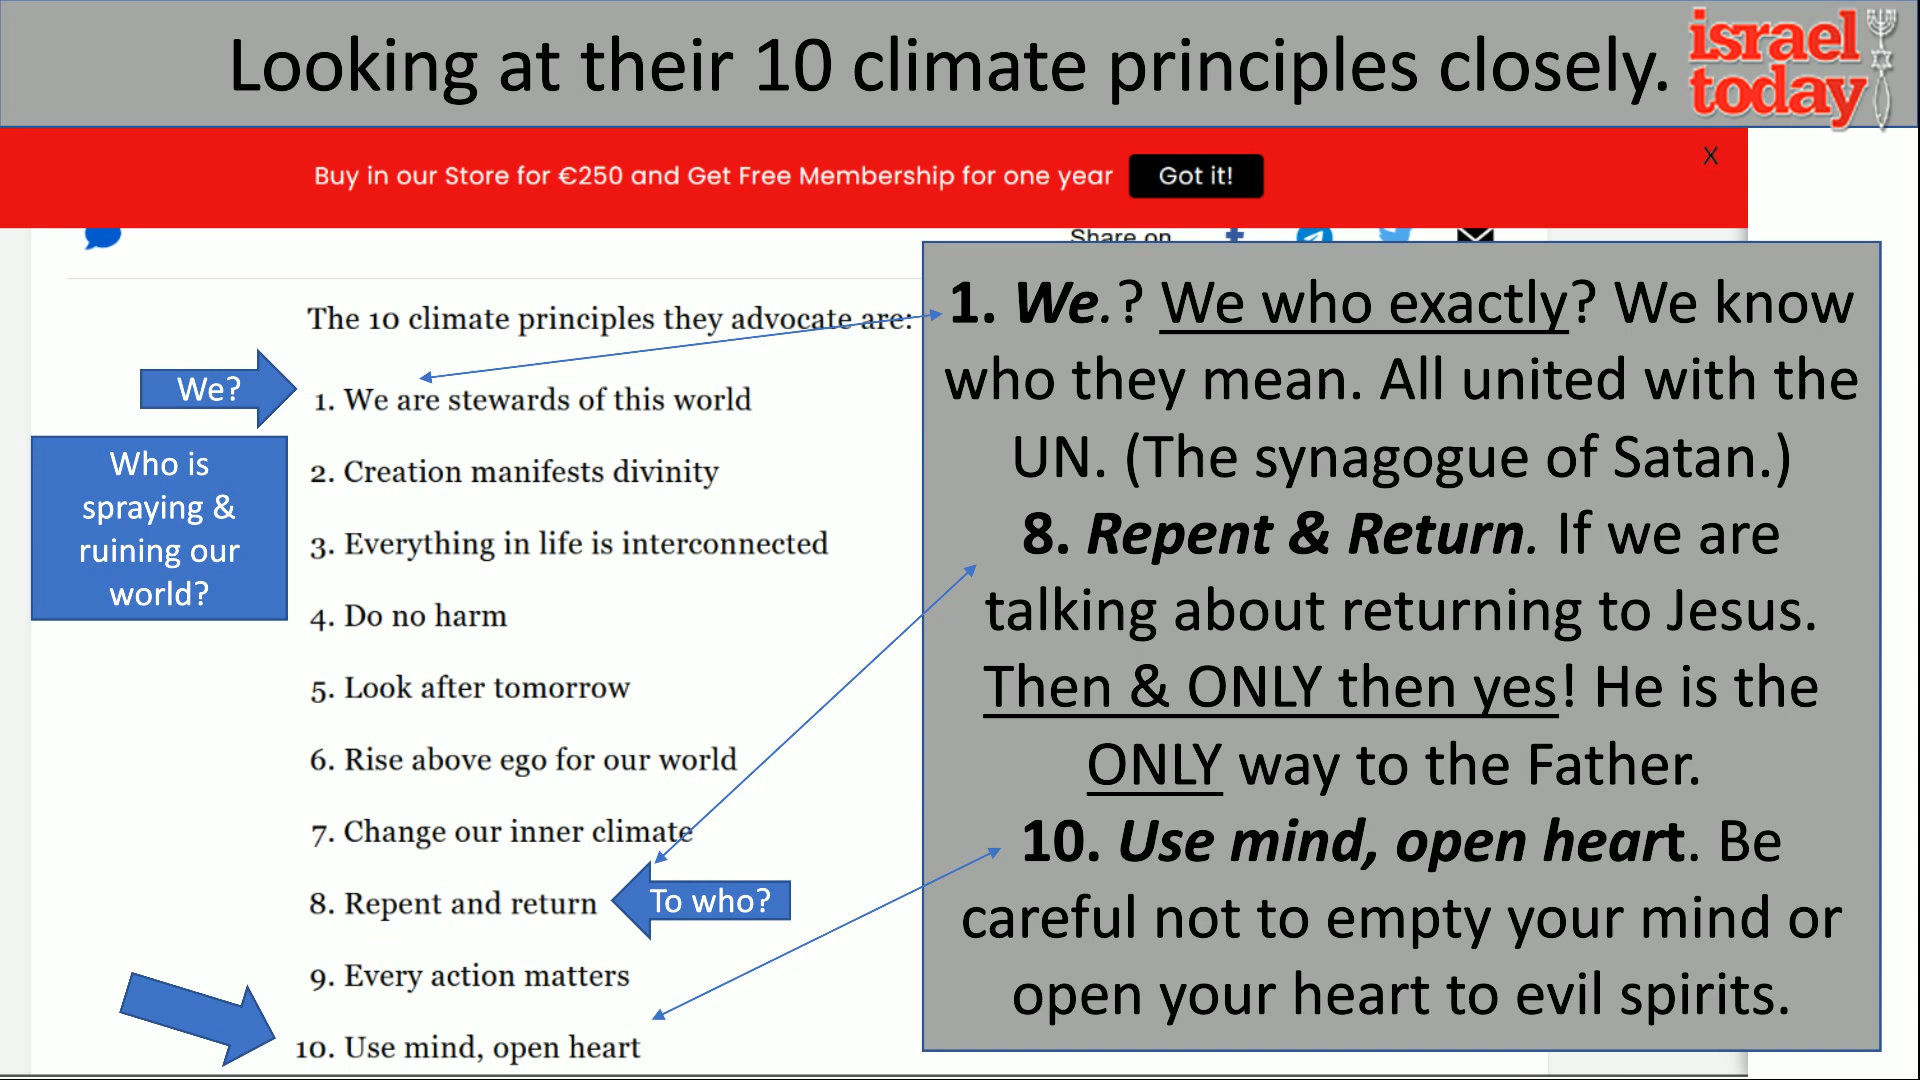 Looking at their 10 climate principles closely.
israel
today
Buy in our Store for €250 and Get Free Membership for one year
Got it!
X
Share on
The 10 climate principles they advocate are:
We?
1. We are stewards of this world
Who is
spraying &
ruining our
world?
2. Creation manifests divinity
3. Everything in life is interconnected
4. Do no harm
5. Look after tomorrow
6. Rise above ego for our world
7. Change our inner climate
8. Repent and return
To who?
9. Every action matters
10. Use mind, open heart
1. We.? We who exactly? We know
who they mean. All united with the
UN. (The synagogue of Satan.)
8. Repent & Return. If we are
talking about returning to Jesus.
Then & ONLY then yes! He is the
ONLY way to the Father.
10. Use mind, open heart. Be
careful not to empty your mind or
open your heart to evil spirits.